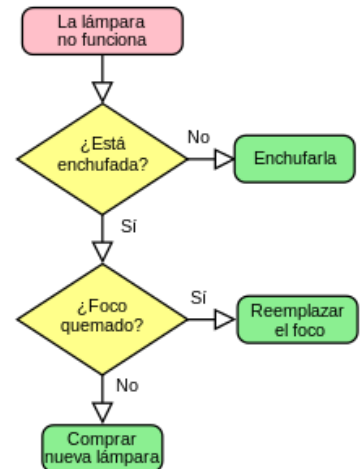 La lámpara
no funciona
¿Está
enchufada?
No
Enchufarla
Sí
¿Foco
quemado?
Sí
Reemplazar
el foco
No
Comprar
nueva lámpara